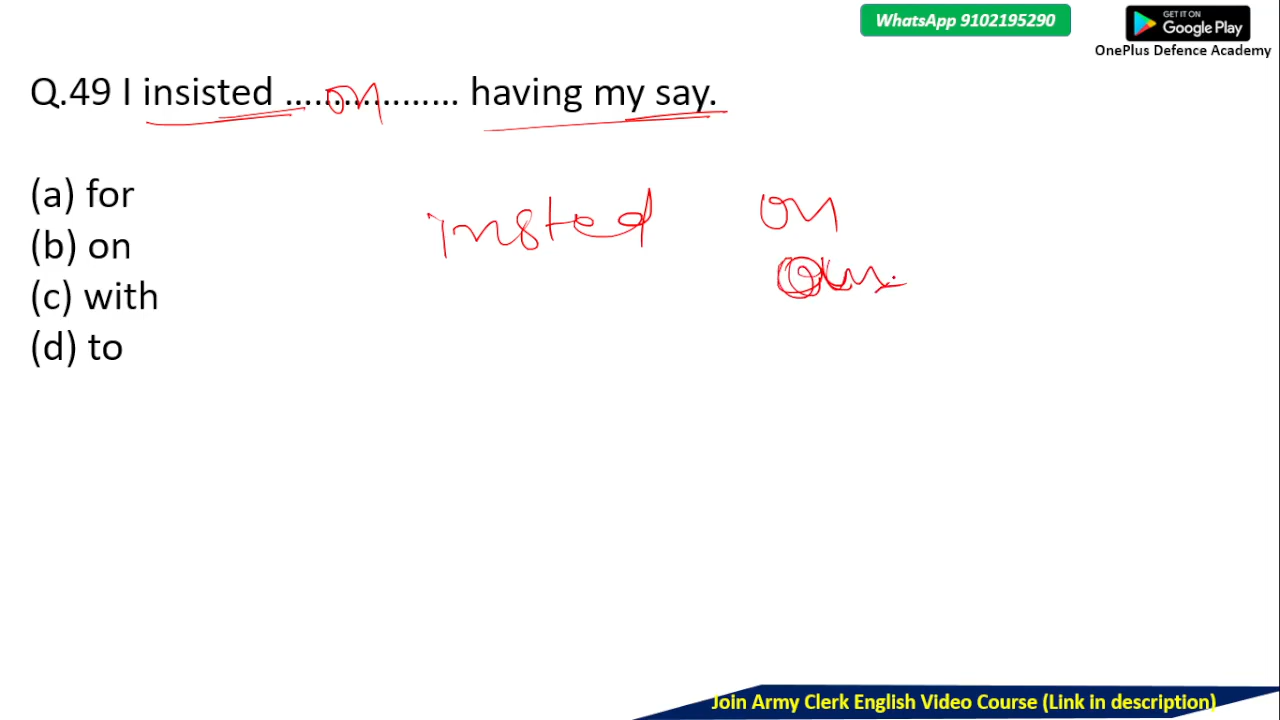 WhatsApp 9102195290
GET IT ON
Google Play
OnePlus Defence Academy
Q.49 I insisted ...……on………… having my say.
(a) for
(b) on
(c) with
(d) to
insted on
Join Army Clerk English Video Course (Link in description)